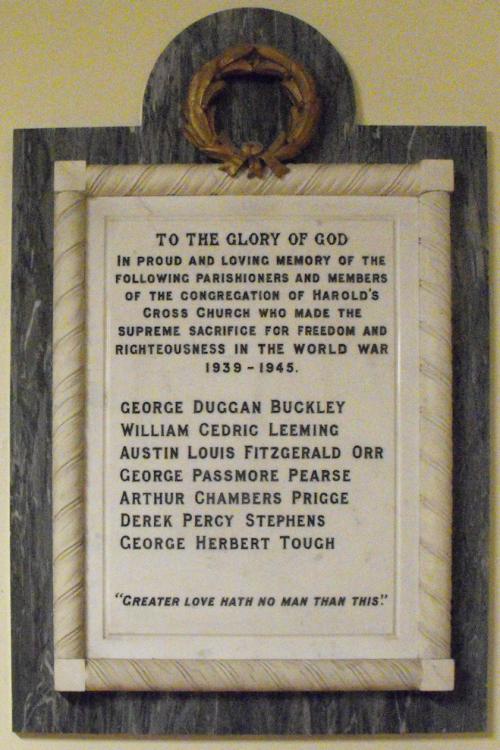 TO THE GLORY OF GOD
IN PROUD AND LOVING MEMORY OF THE
FOLLOWING PARISHIONERS AND MEMBERS
OF THE CONGREGATION OF HAROLD'S
CROSS CHURCH WHO MADE THE
SUPREME SACRIFICE FOR FREEDOM AND
RIGHTEOUSNESS IN THE WORLD WAR
1939-1945.
GEORGE DUGGAN BUCKLEY
WILLIAM CEDRIC LEEMING
AUSTIN LOUIS FITZGERALD ORR
GEORGE PASSMORE PEARSE
ARTHUR CHAMBERS PRIGGE
DEREK PERCY STEPHENS
GEORGE HERBERT TOUGH
"GREATER LOVE HATH NO MAN THAN THIS."